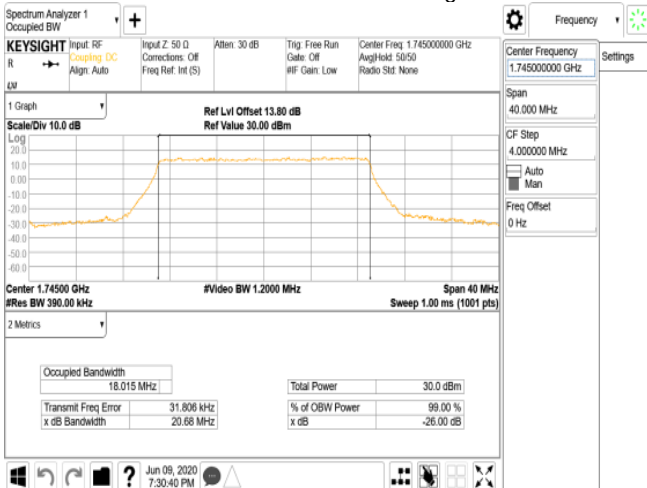 Spectrum Analyzer 1
Occupied BW
Frequency
KEYSIGHT
R
LXI
Input: RF
Coupling: DC
Align: Auto
Input Z: 50 Ω
Corrections: Off
Freq Ref: Int (S)
Atten: 30 dB
Trig: Free Run
Gate: Off
#IF Gain: Low
Center Freq: 1.745000000 GHz
Avg|Hold: 50/50
Radio Std: None
Center Frequency
1.745000000 GHz
Settings
Span
40.000 MHz
CF Step
4.000000 MHz
Auto
Man
Freq Offset
0 Hz
1 Graph
Scale/Div 10.0 dB
Ref Lvl Offset 13.80 dB
Ref Value 30.00 dBm
Log
20.0
10.0
0.00
-10.0
-20.0
-30.0
-40.0
-50.0
-60.0
Center 1.74500 GHz
#Res BW 390.00 kHz
#Video BW 1.2000 MHz
Span 40 MHz
Sweep 1.00 ms (1001 pts)
2 Metrics
Occupied Bandwidth
18.015 MHz
Transmit Freq Error 31.806 kHz
x dB Bandwidth 20.68 MHz
Total Power 30.0 dBm
% of OBW Power 99.00 %
x dB -26.00 dB
?
Jun 09, 2020
7:30:40 PM